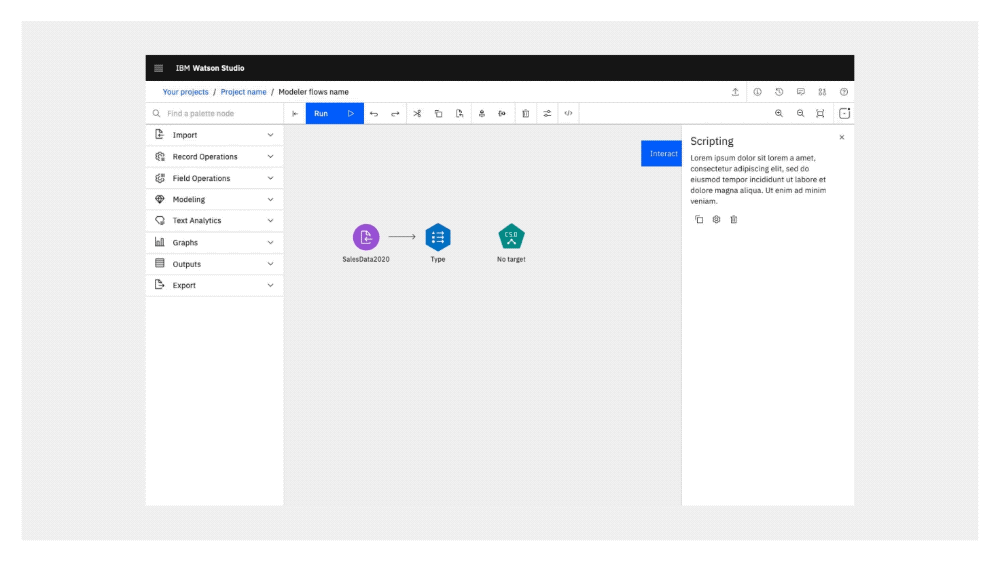 IBM Watson Studio
Your projects / Project name / Modeler flows name
Find a palette node
Run
Import
Record Operations
Field Operations
Modeling
Text Analytics
Graphs
Outputs
Export
SalesData2020
Type
C5.0
No target
Interact
Scripting
Lorem ipsum dolor sit lorem a amet,
consectetur adipiscing elit, sed do
eiusmod tempor incididunt ut labore et
dolore magna aliqua. Ut enim ad minim
veniam.